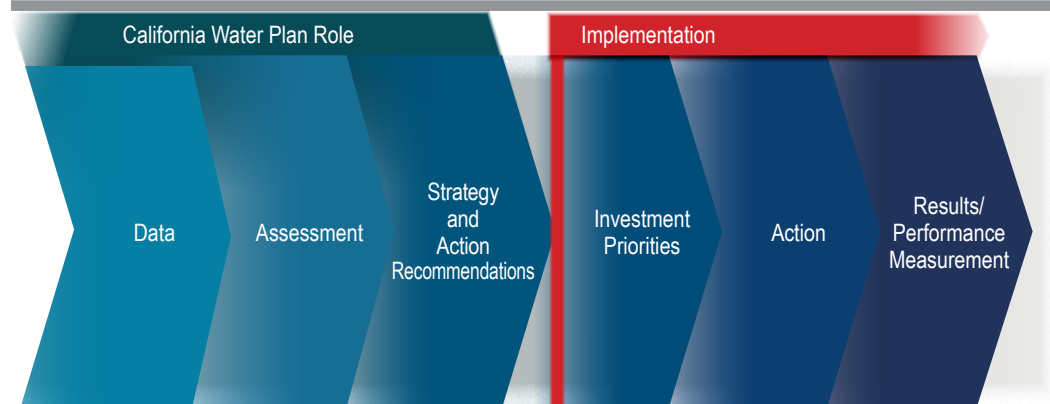 California Water Plan Role
Implementation
Data
Assessment
Strategy
and
Action
Recommendations
Investment
Priorities
Action
Results/
Performance
Measurement